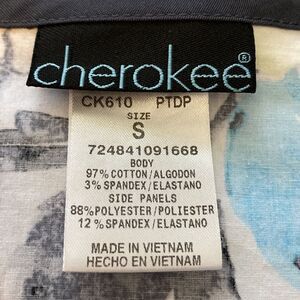 cherokee®
CK610 PTDP
SIZE
S
724841091668
BODY
97% COTTON/ALGODON
3% SPANDEX/ELASTANO
SIDE PANELS
88% POLYESTER/POLIESTER
12% SPANDEX/ELASTANO
MADE IN VIETNAM
HECHO EN VIETNAM